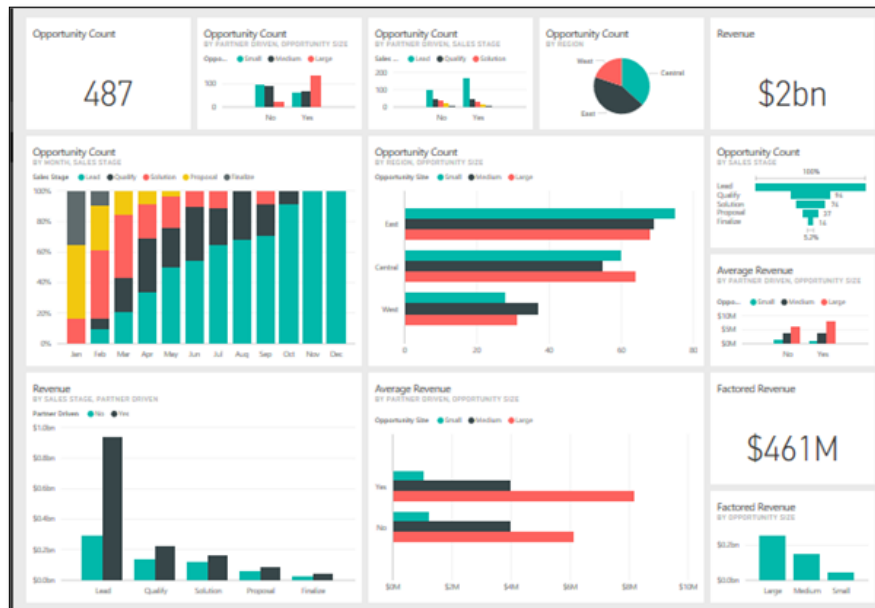 Opportunity Count
487
Opportunity Count
BY PARTNER DRIVEN, OPPORTUNITY SIZE
Oppo... Small Medium Large
100
0
No Yes
Opportunity Count
BY PARTNER DRIVEN, SALES STAGE
Sales ... Lead Qualify Solution
200
100
0
No Yes
Opportunity Count
BY REGION
West
Central
East
Revenue
$2bn
Opportunity Count
BY MONTH, SALES STAGE
Sales Stage Lead Qualify Solution Proposal Finalize
100%
80%
60%
40%
20%
0%
Jan Feb Mar Apr May Jun Jul Aug Sep Oct Nov Dec
Opportunity Count
BY REGION, OPPORTUNITY SIZE
Opportunity Size Small Medium Large
East
Central
West
0 20 40 60 80
Opportunity Count
BY SALES STAGE
100%
Lead
Qualify 94
Solution 74
Proposal 37
Finalize 14
5.2%
Average Revenue
BY PARTNER DRIVEN, OPPORTUNITY SIZE
Oppo... Small Medium Large
$10M
$5M
$0M
No Yes
Revenue
BY SALES STAGE, PARTNER DRIVEN
Partner Driven No Yes
$1.0bn
$0.8bn
$0.6bn
$0.4bn
$0.2bn
$0.0bn
Lead Qualify Solution Proposal Finalize
Average Revenue
BY PARTNER DRIVEN, OPPORTUNITY SIZE
Opportunity Size Small Medium Large
Yes
No
$0M $2M $4M $6M $8M $10M
Factored Revenue
$461M
Factored Revenue
BY OPPORTUNITY SIZE
$0.2bn
$0.0bn
Large Medium Small